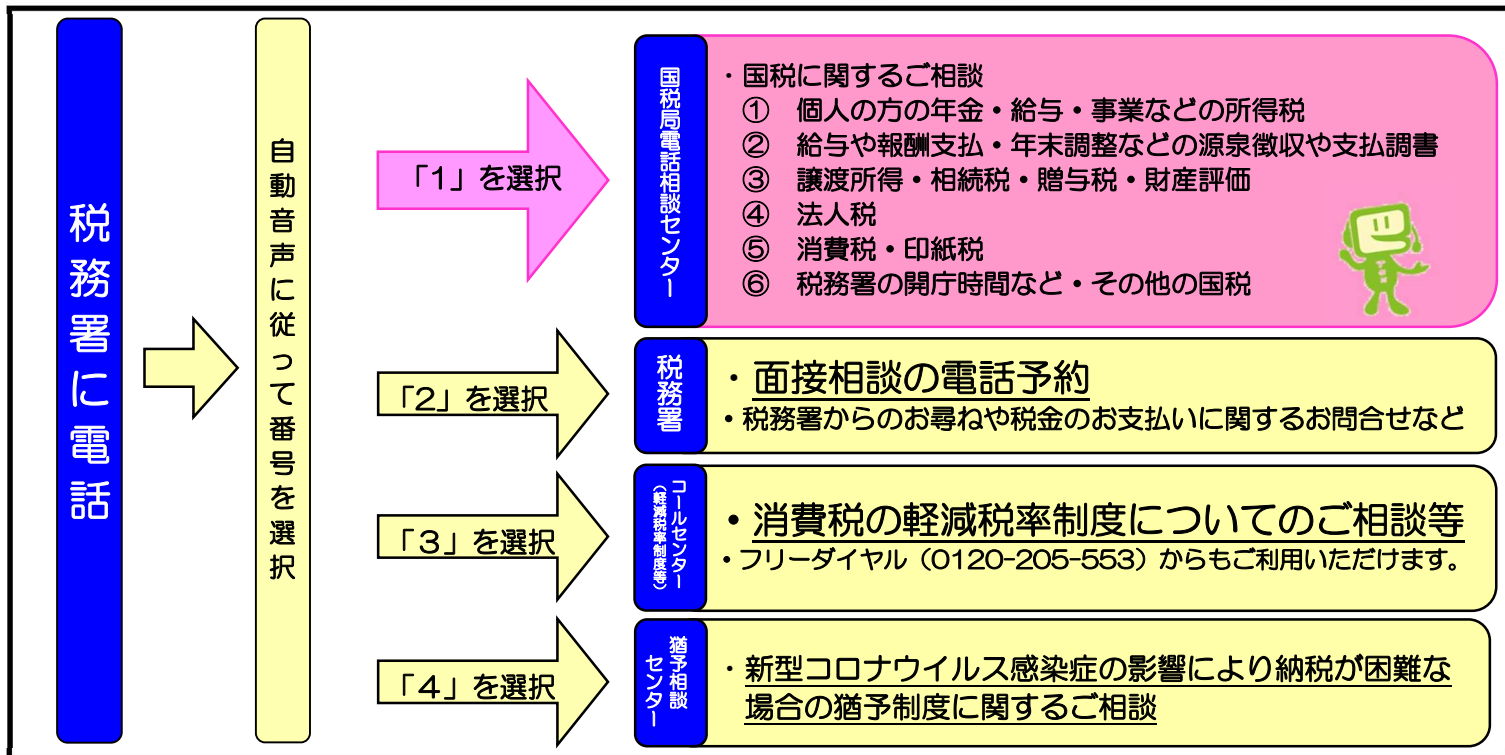 税務署に電話
自動音声に従って番号を選択
「1」を選択
国税局電話相談センター
・国税に関するご相談
① 個人の方の年金・給与・事業などの所得税
② 給与や報酬支払・年末調整などの源泉徴収や支払調書
③ 譲渡所得・相続税・贈与税・財産評価
④ 法人税
⑤ 消費税・印紙税
⑥ 税務署の開庁時間など・その他の国税
「2」を選択
税務署
・面接相談の電話予約
・税務署からのお尋ねや税金のお支払いに関するお問合せなど
「3」を選択
コールセンター
(軽減税率制度等)
・消費税の軽減税率制度についてのご相談等
・フリーダイヤル(0120-205-553)からもご利用いただけます。
「4」を選択
猶予相談
センター
・新型コロナウイルス感染症の影響により納税が困難な
場合の猶予制度に関するご相談